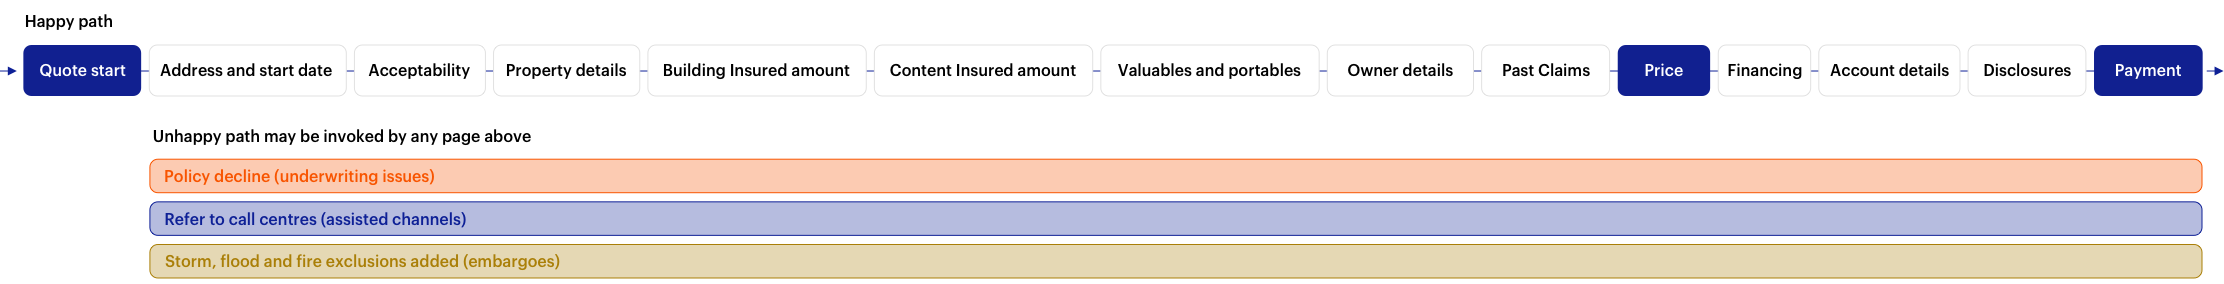 Happy path
Quote start
Address and start date
Acceptability
Property details
Building Insured amount
Content Insured amount
Valuables and portables
Owner details
Past Claims
Price
Financing
Account details
Disclosures
Payment
Unhappy path may be invoked by any page above
Policy decline (underwriting issues)
Refer to call centres (assisted channels)
Storm, flood and fire exclusions added (embargoes)